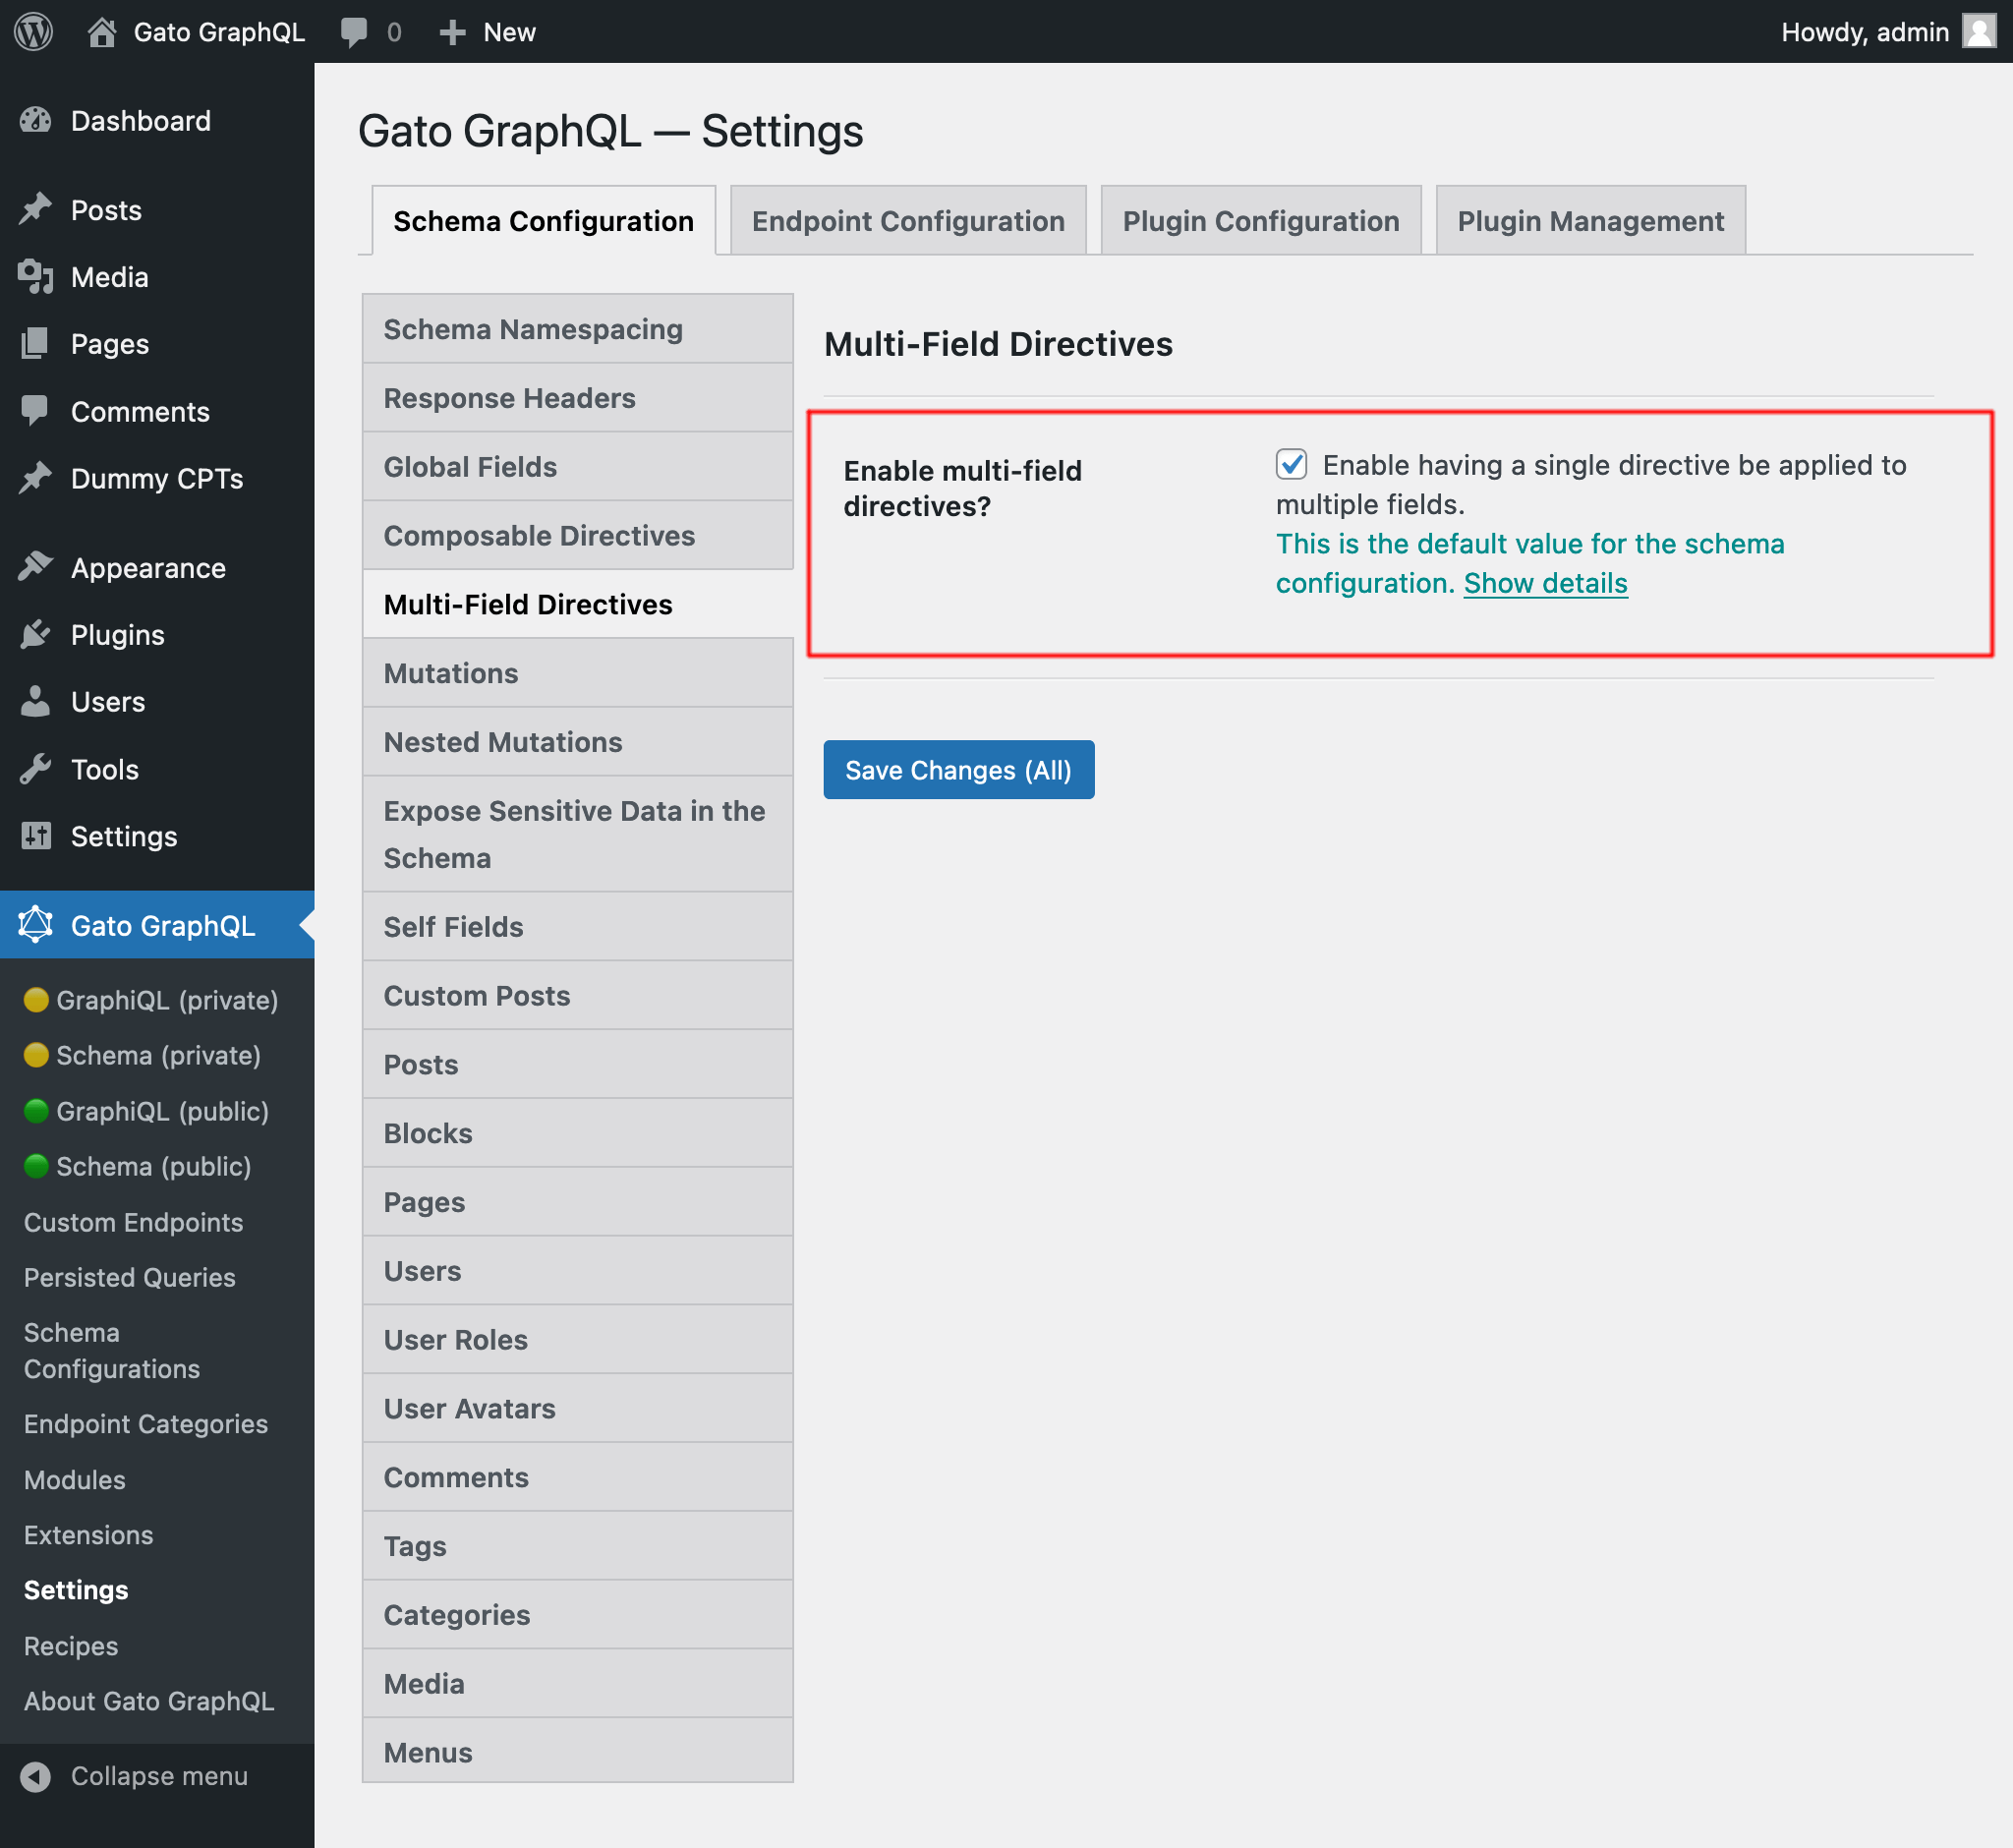 Gato GraphQL
0
New
Howdy, admin
Dashboard
Posts
Media
Pages
Comments
Dummy CPTs
Appearance
Plugins
Users
Tools
Settings
Gato GraphQL
GraphiQL (private)
Schema (private)
GraphiQL (public)
Schema (public)
Custom Endpoints
Persisted Queries
Schema
Configurations
Endpoint Categories
Modules
Extensions
Settings
Recipes
About Gato GraphQL
Collapse menu
Gato GraphQL — Settings
Schema Configuration
Endpoint Configuration
Plugin Configuration
Plugin Management
Schema Namespacing
Response Headers
Global Fields
Composable Directives
Multi-Field Directives
Mutations
Nested Mutations
Expose Sensitive Data in the
Schema
Self Fields
Custom Posts
Posts
Blocks
Pages
Users
User Roles
User Avatars
Comments
Tags
Categories
Media
Menus
Multi-Field Directives
Enable multi-field
directives?
Enable having a single directive be applied to
multiple fields.
This is the default value for the schema
configuration. Show details
Save Changes (All)